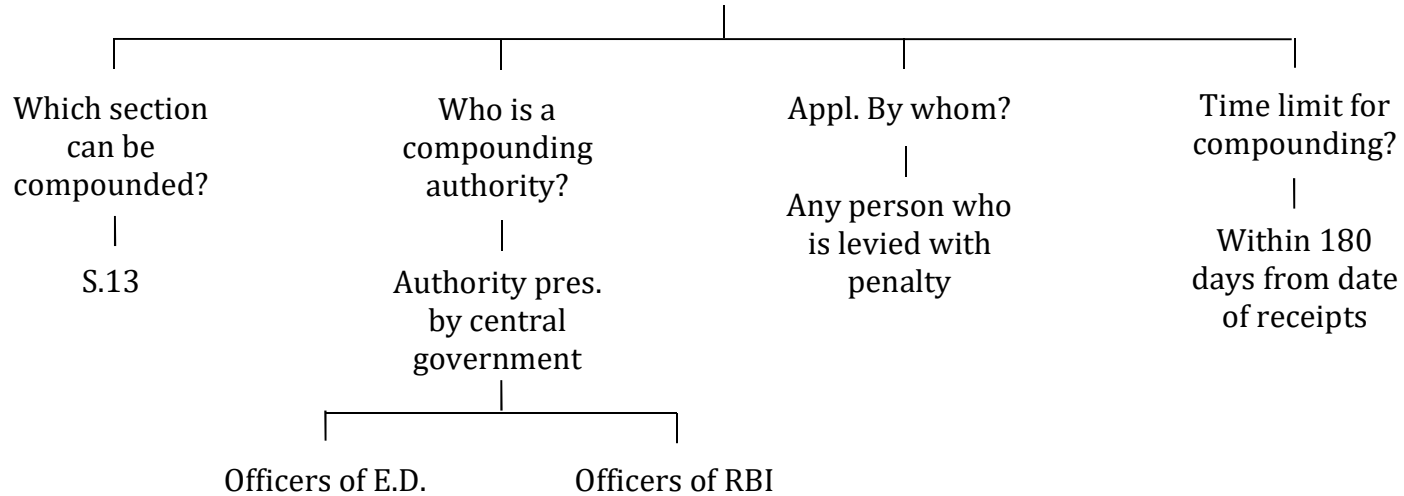 Which section
can be
compounded?
S.13
Who is a
compounding
authority?
Authority pres.
by central
government
Officers of E.D.
Officers of RBI
Appl. By whom?
Any person who
is levied with
penalty
Time limit for
compounding?
Within 180
days from date
of receipts